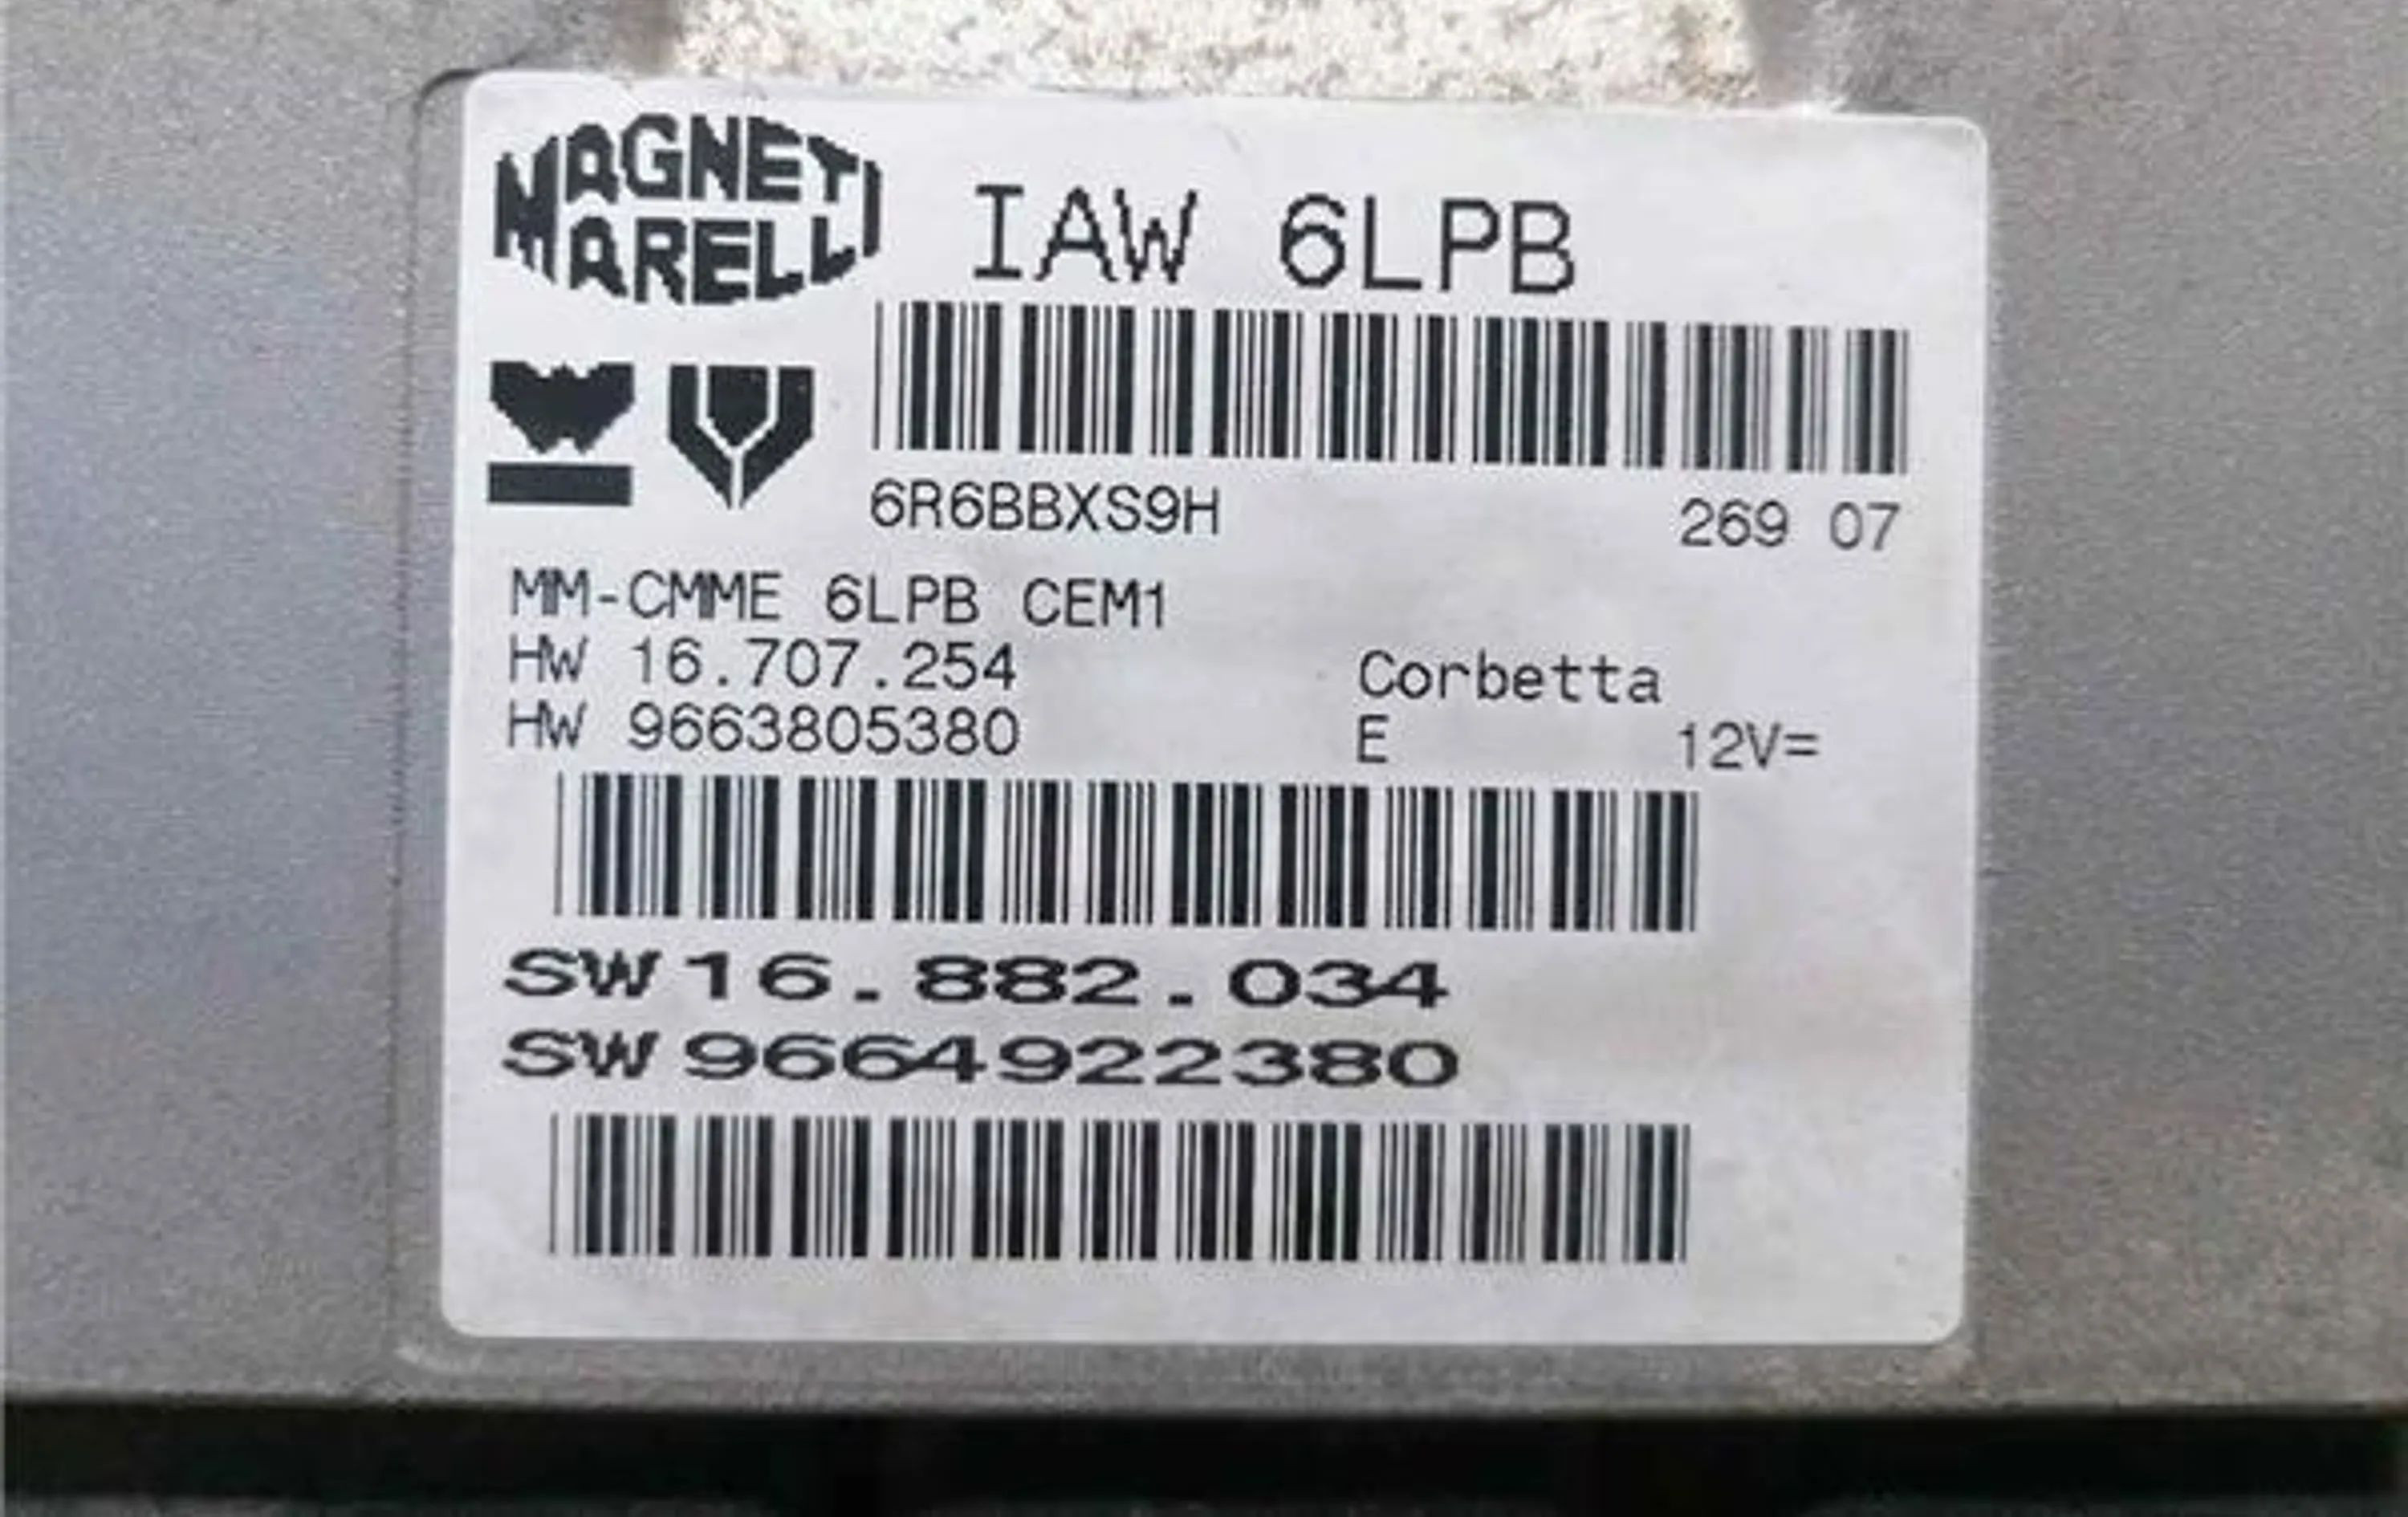 MAGNETI
MARELLI
IAW 6LPB
6R6BBXS9H 269 07
MM-CMME 6LPB CEM1
HW 16.707.254 Corbetta
HW 9663805380 E 12V=
SW 16.882.034
SW 9664922380